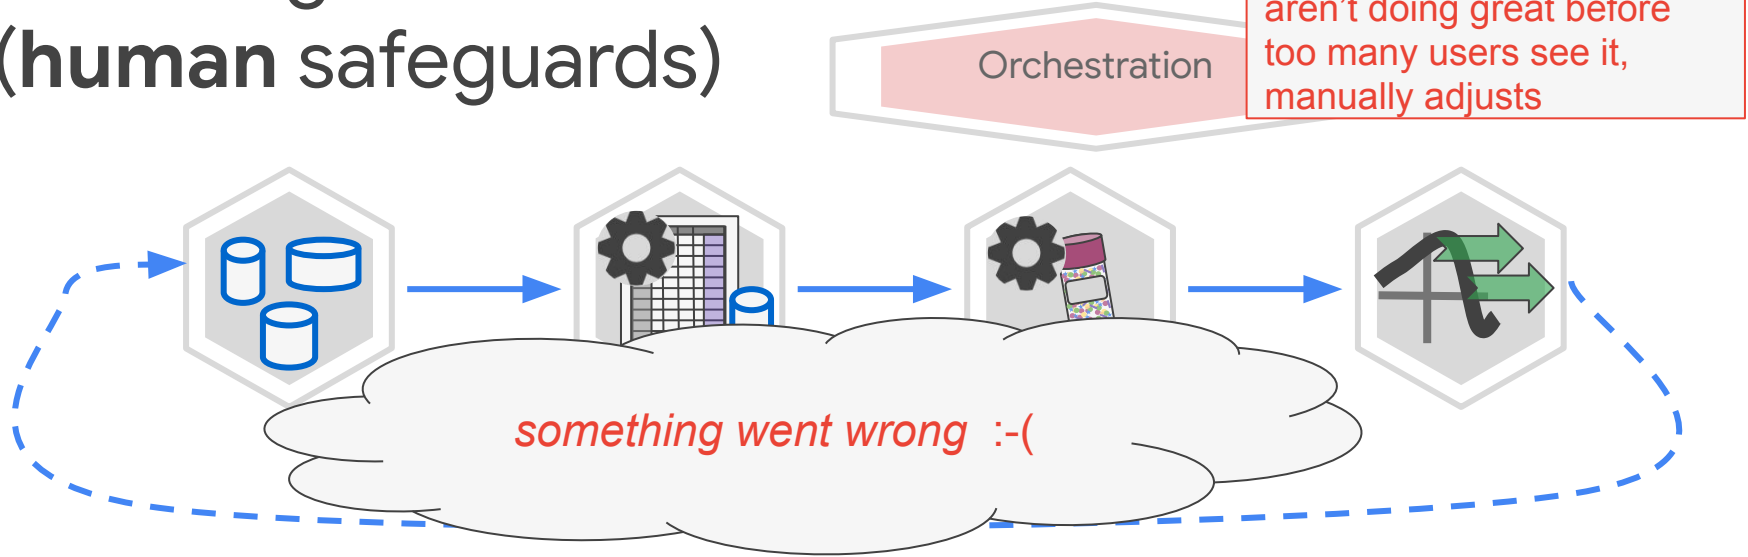 (human safeguards)
Orchestration
aren't doing great before
too many users see it,
manually adjusts
something went wrong :-(